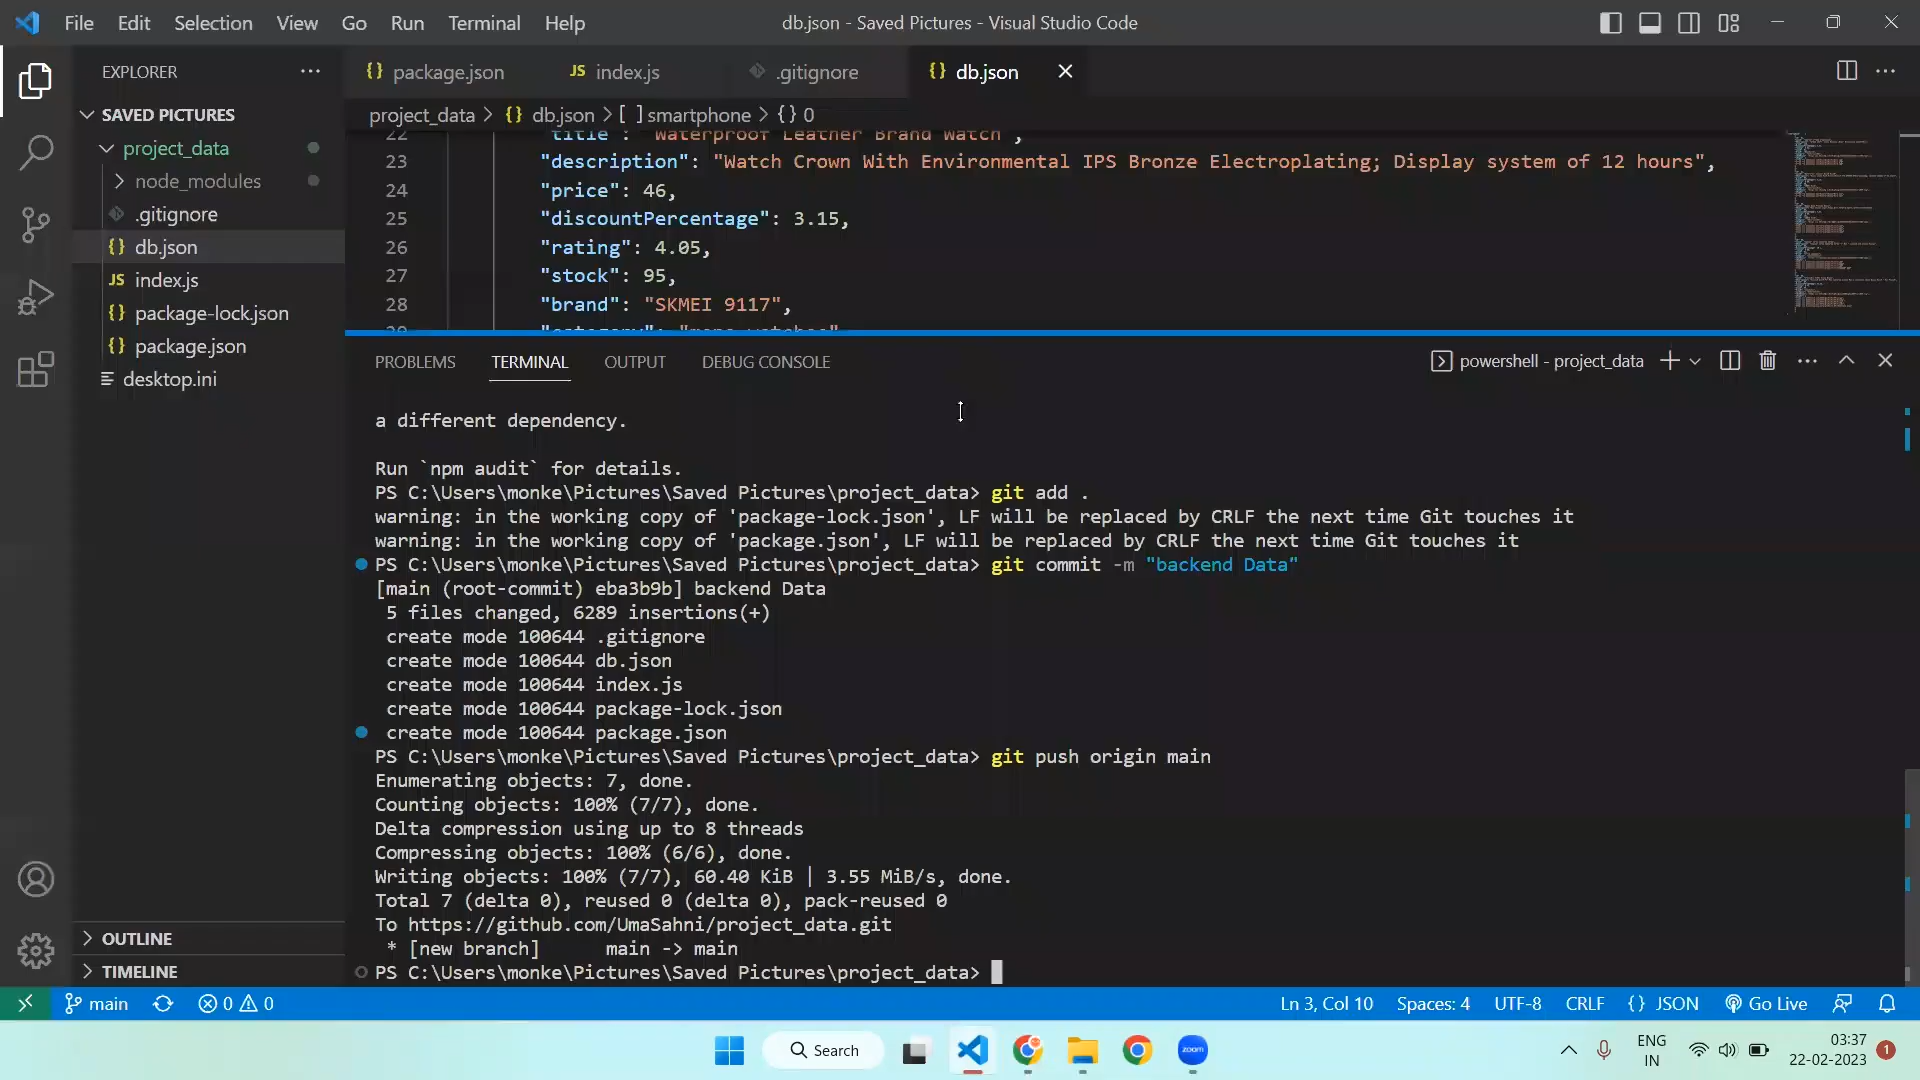 File Edit Selection View Go Run Terminal Help
db.json - Saved Pictures - Visual Studio Code
EXPLORER
SAVED PICTURES
project_data
node_modules
.gitignore
{} db.json
JS index.js
{} package-lock.json
{} package.json
desktop.ini
OUTLINE
TIMELINE
{} package.json JS index.js .gitignore {} db.json
project_data > {} db.json > [ ] smartphone > {} 0
22 "title": "Waterproof Leather Brand Watch",
23 "description": "Watch Crown With Environmental IPS Bronze Electroplating; Display system of 12 hours",
24 "price": 46,
25 "discountPercentage": 3.15,
26 "rating": 4.05,
27 "stock": 95,
28 "brand": "SKMEI 9117",
29 "category": "mens-watches"
PROBLEMS TERMINAL OUTPUT DEBUG CONSOLE
powershell - project_data
a different dependency.
Run `npm audit` for details.
PS C:\Users\monke\Pictures\Saved Pictures\project_data> git add .
warning: in the working copy of 'package-lock.json', LF will be replaced by CRLF the next time Git touches it
warning: in the working copy of 'package.json', LF will be replaced by CRLF the next time Git touches it
PS C:\Users\monke\Pictures\Saved Pictures\project_data> git commit -m "backend Data"
[main (root-commit) eba3b9b] backend Data
5 files changed, 6289 insertions(+)
create mode 100644 .gitignore
create mode 100644 db.json
create mode 100644 index.js
create mode 100644 package-lock.json
create mode 100644 package.json
PS C:\Users\monke\Pictures\Saved Pictures\project_data> git push origin main
Enumerating objects: 7, done.
Counting objects: 100% (7/7), done.
Delta compression using up to 8 threads
Compressing objects: 100% (6/6), done.
Writing objects: 100% (7/7), 60.40 KiB | 3.55 MiB/s, done.
Total 7 (delta 0), reused 0 (delta 0), pack-reused 0
To https://github.com/UmaSahni/project_data.git
* [new branch] main -> main
PS C:\Users\monke\Pictures\Saved Pictures\project_data>
main 0 0
Ln 3, Col 10 Spaces: 4 UTF-8 CRLF {} JSON Go Live
Search
zoom
ENG
IN
03:37
22-02-2023
1